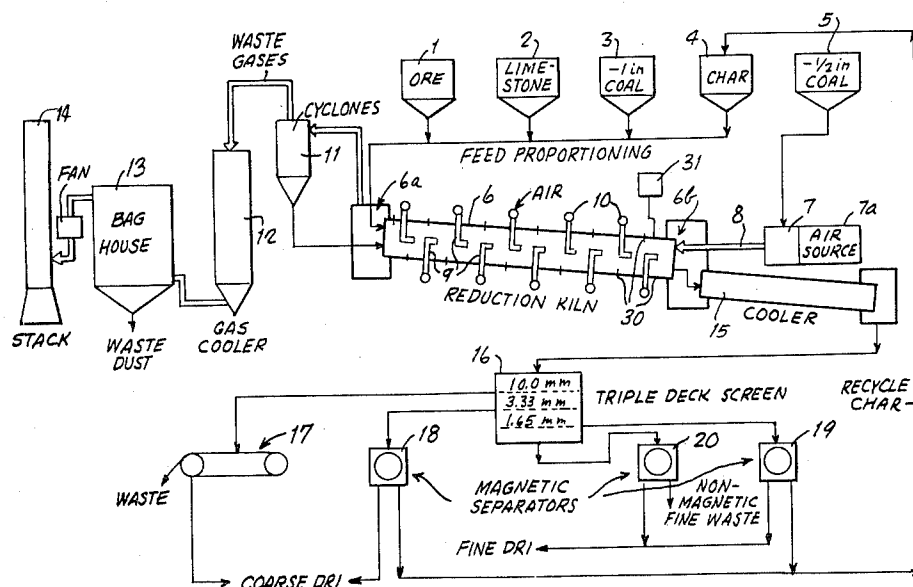 WASTE
GASES
1
ORE
2
LIME-
STONE
3
-1 in
COAL
4
CHAR
5
-1/2 in
COAL
14
FAN
13
BAG
HOUSE
12
CYCLONES
11
FEED PROPORTIONING
6a
6
AIR
10
31
6b
8
7
7a
AIR
SOURCE
9
REDUCTION KILN
30
15
COOLER
STACK
WASTE
DUST
GAS
COOLER
16
10.0 mm
3.33 mm
1.65 mm
TRIPLE DECK SCREEN
RECYCLE
CHAR
17
18
20
19
WASTE
MAGNETIC
SEPARATORS
NON-
MAGNETIC
FINE WASTE
FINE DRI
COARSE DRI